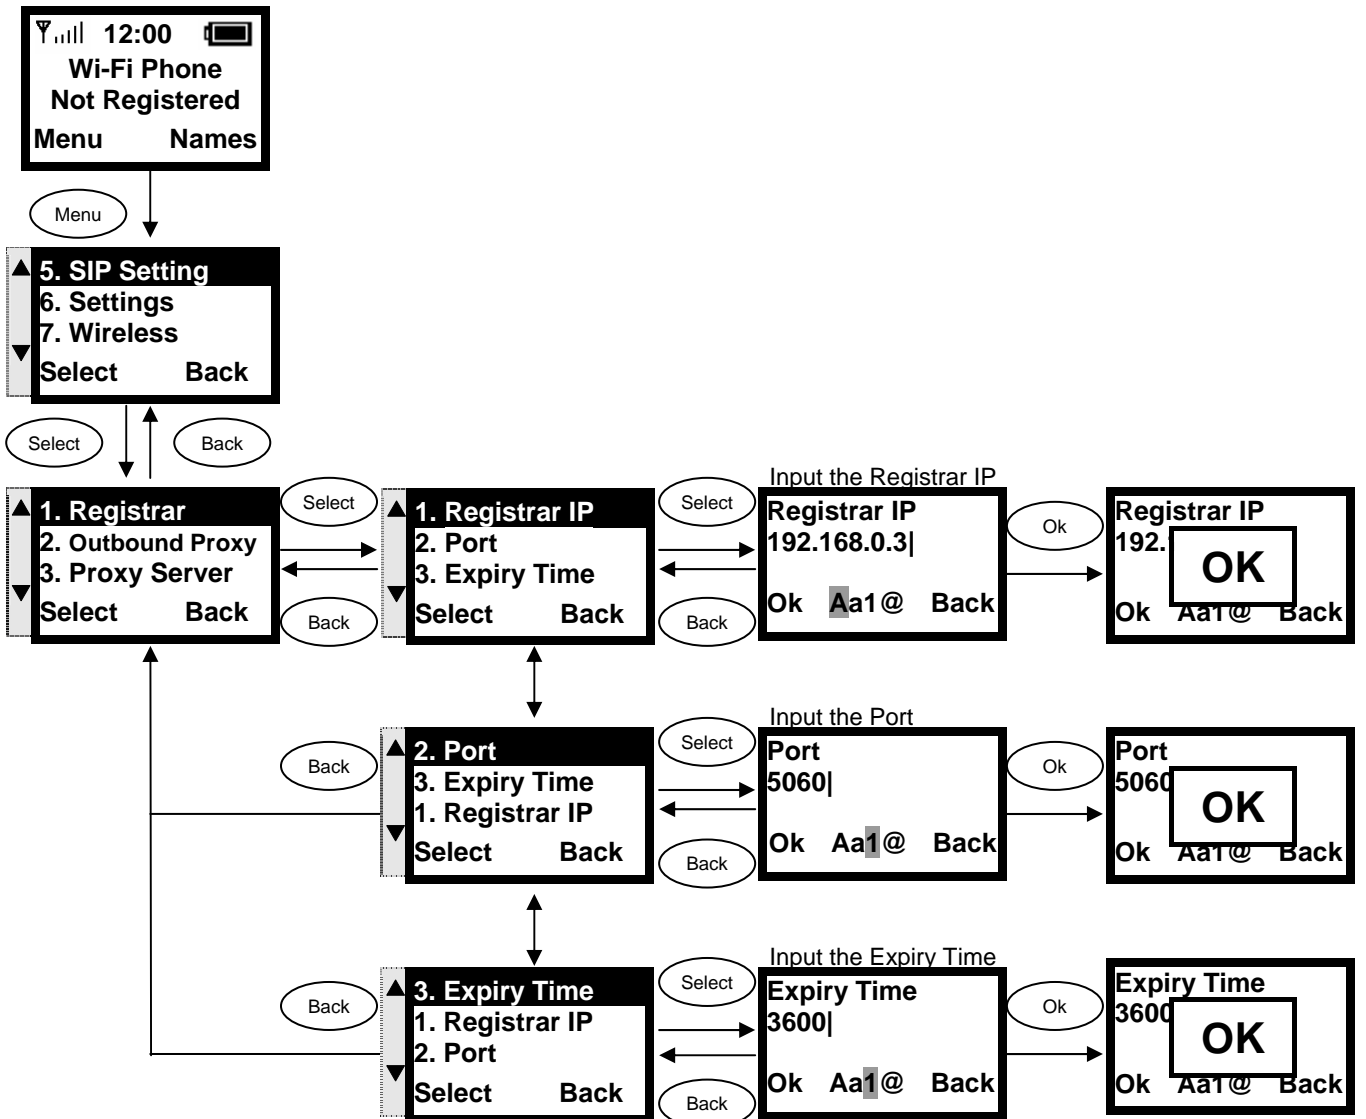 12:00
Wi-Fi Phone
Not Registered
Menu Names
Menu
5. SIP Setting
6. Settings
7. Wireless
Select Back
Select
Back
1. Registrar
2. Outbound Proxy
3. Proxy Server
Select Back
Select
Back
1. Registrar IP
2. Port
3. Expiry Time
Select Back
Select
Back
Input the Registrar IP
Registrar IP
192.168.0.3|
Ok Aa1@ Back
Ok
Registrar IP
192.
OK
Ok Aa1@ Back
Back
2. Port
3. Expiry Time
1. Registrar IP
Select Back
Select
Back
Input the Port
Port
5060|
Ok Aa1@ Back
Ok
Port
5060
OK
Ok Aa1@ Back
Back
3. Expiry Time
1. Registrar IP
2. Port
Select Back
Select
Back
Input the Expiry Time
Expiry Time
3600|
Ok Aa1@ Back
Ok
Expiry Time
3600
OK
Ok Aa1@ Back